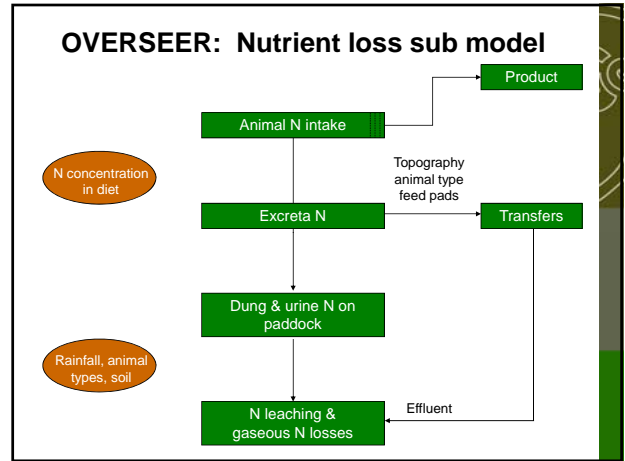 OVERSEER: Nutrient loss sub model
Product
Animal N intake
N concentration
in diet
Topography
animal type
feed pads
Excreta N
Transfers
Dung & urine N on
paddock
Rainfall, animal
types, soil
N leaching &
gaseous N losses
Effluent